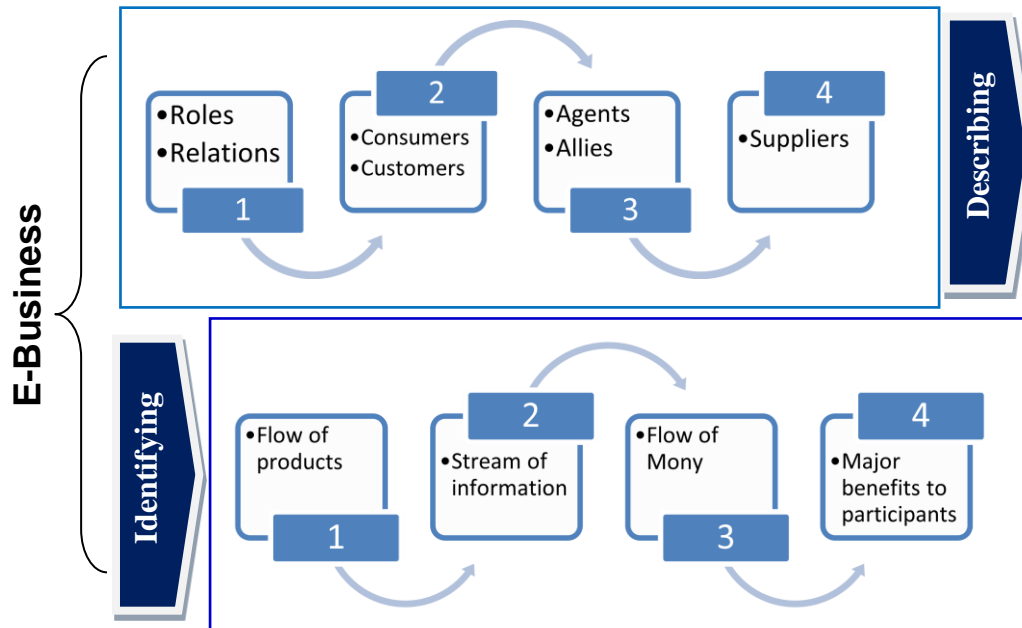 E-Business
Describing
•Roles
•Relations
1
2
•Consumers
•Customers
•Agents
•Allies
3
4
•Suppliers
Identifying
•Flow of
products
1
2
•Stream of
information
•Flow of
Mony
3
4
•Major
benefits to
participants